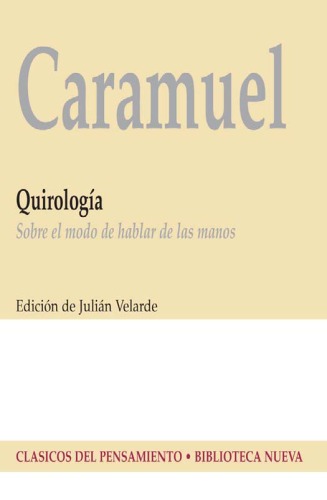 Caramuel
Quirología
Sobre el modo de hablar de las manos
Edición de Julián Velarde
CLASICOS DEL PENSAMIENTO • BIBLIOTECA NUEVA